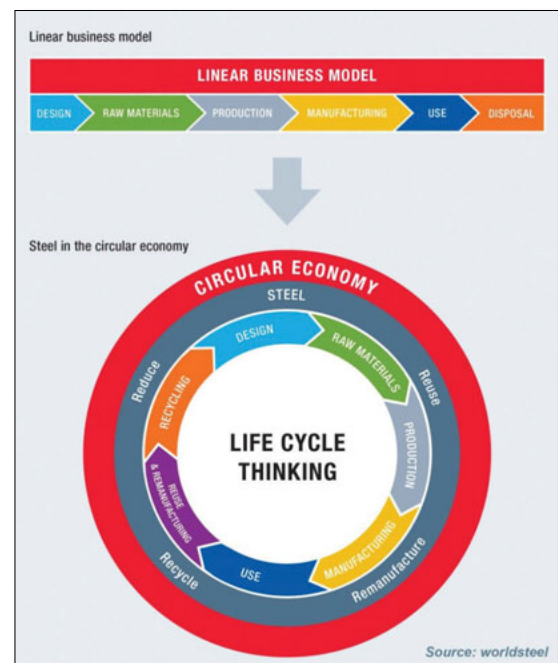 Linear business model
LINEAR BUSINESS MODEL
DESIGN
RAW MATERIALS
PRODUCTION
MANUFACTURING
USE
DISPOSAL
Steel in the circular economy
CIRCULAR ECONOMY
STEEL
Reduce
Reuse
Remanufacture
Recycle
DESIGN
RAW MATERIALS
PRODUCTION
MANUFACTURING
USE
REUSE
& REMANUFACTURING
RECYCLING
LIFE CYCLE
THINKING
Source: worldsteel